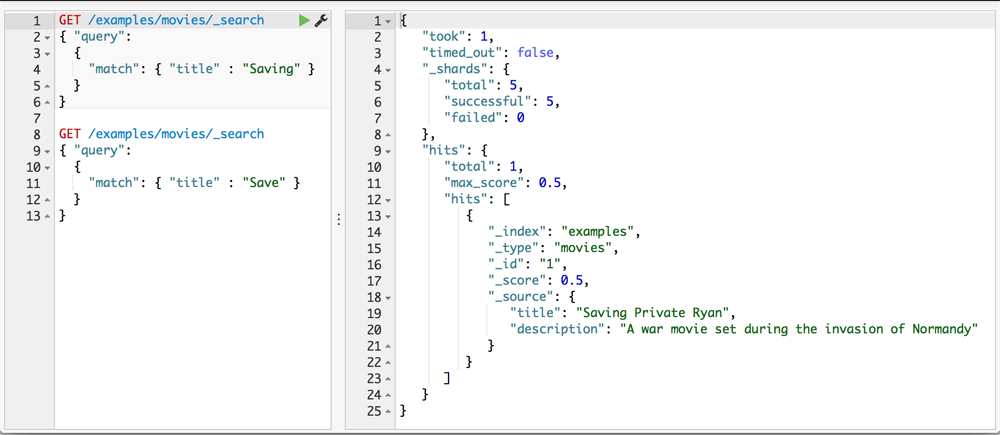 1 GET /examples/movies/_search
2 { "query":
3 {
4 "match": { "title" : "Saving" }
5 }
6 }
7
8 GET /examples/movies/_search
9 { "query":
10 {
11 "match": { "title" : "Save" }
12 }
13 }
1 {
2 "took": 1,
3 "timed_out": false,
4 "_shards": {
5 "total": 5,
6 "successful": 5,
7 "failed": 0
8 },
9 "hits": {
10 "total": 1,
11 "max_score": 0.5,
12 "hits": [
13 {
14 "_index": "examples",
15 "_type": "movies",
16 "_id": "1",
17 "_score": 0.5,
18 "_source": {
19 "title": "Saving Private Ryan",
20 "description": "A war movie set during the invasion of Normandy"
21 }
22 }
23 ]
24 }
25 }